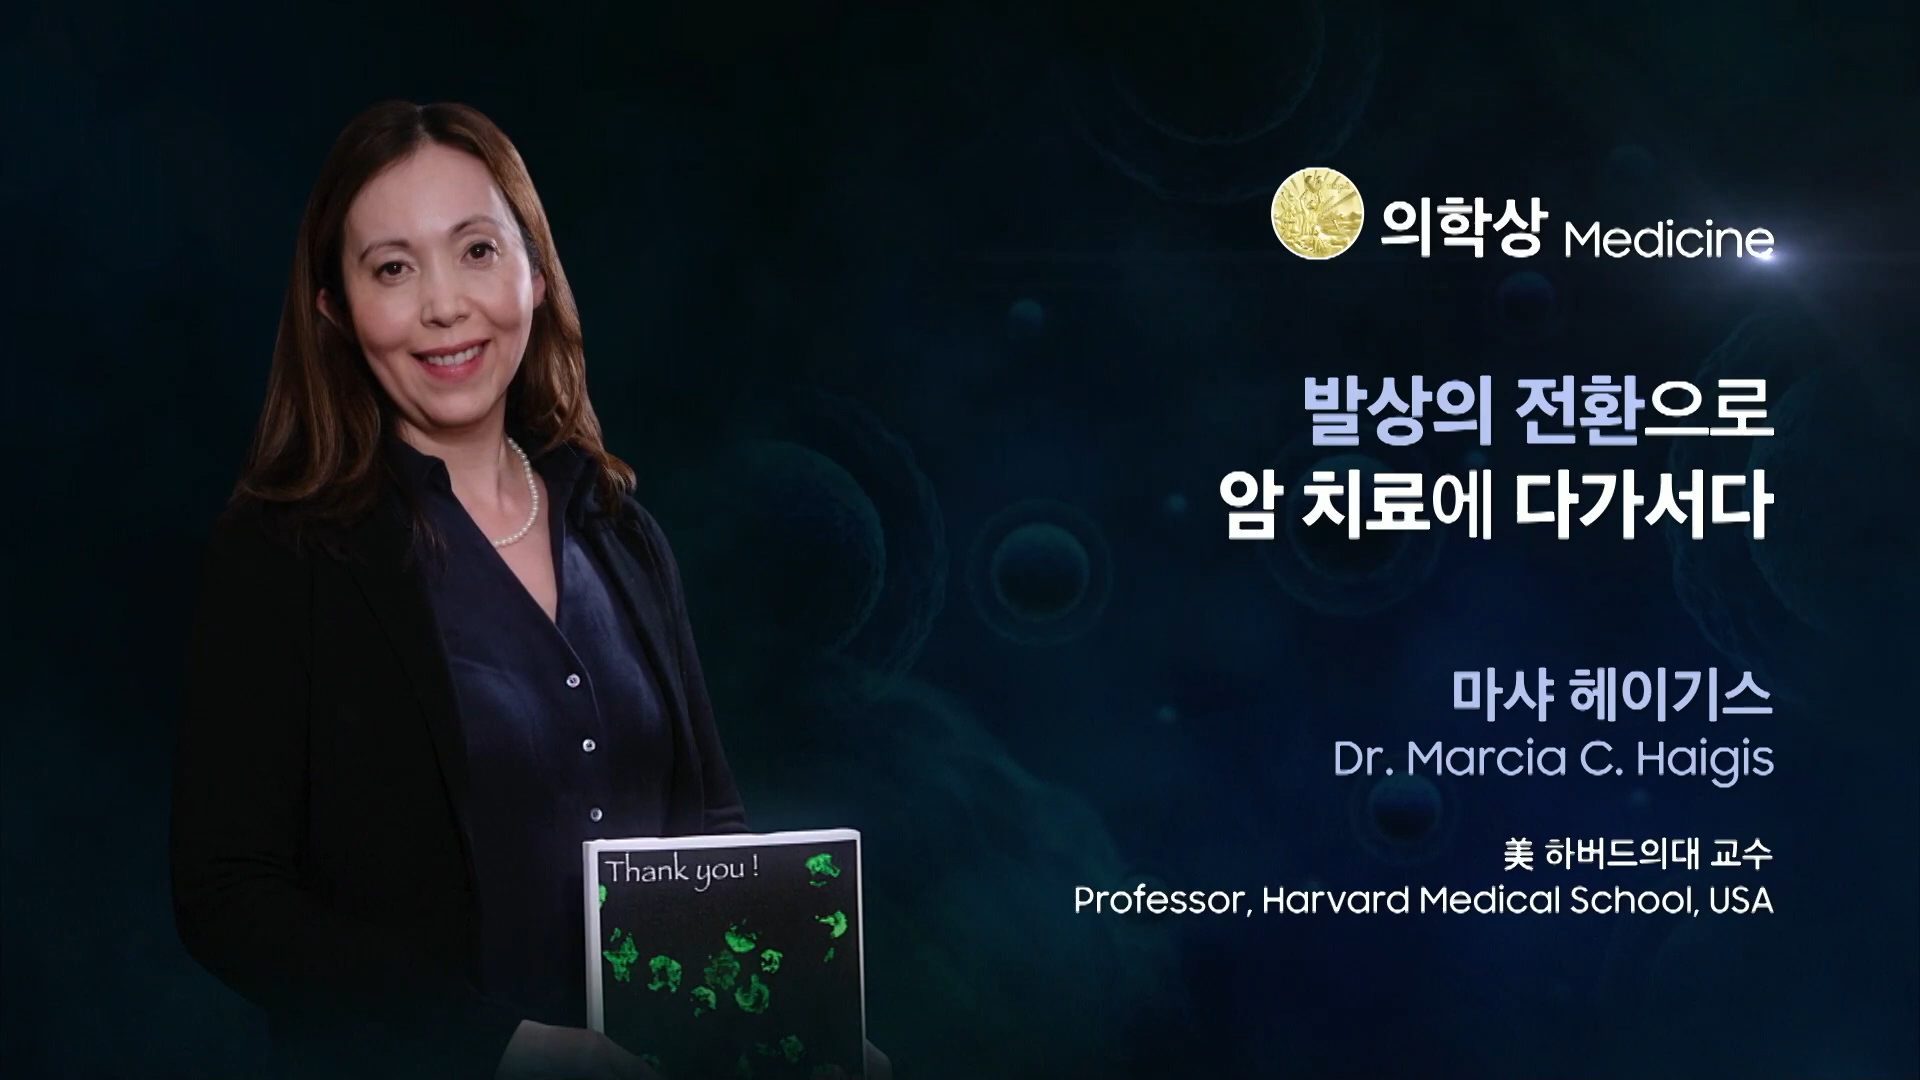 의학상 Medicine
발상의 전환으로
암 치료에 다가서다
마샤 헤이기스
Dr. Marcia C. Haigis
美 하버드의대 교수
Professor, Harvard Medical School, USA
Thank you !